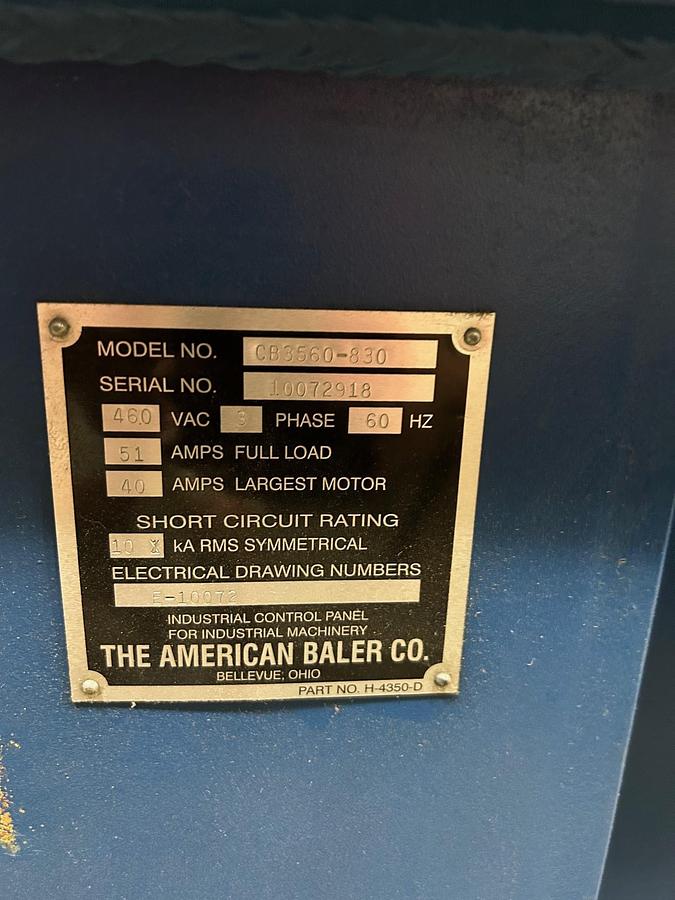 MODEL NO. CB3560-830
SERIAL NO. 10072918
460 VAC 3 PHASE 60 HZ
51 AMPS FULL LOAD
40 AMPS LARGEST MOTOR
SHORT CIRCUIT RATING
10 kA RMS SYMMETRICAL
ELECTRICAL DRAWING NUMBERS
E-10072
INDUSTRIAL CONTROL PANEL
FOR INDUSTRIAL MACHINERY
THE AMERICAN BALER CO.
BELLEVUE, OHIO
PART NO. H-4350-D